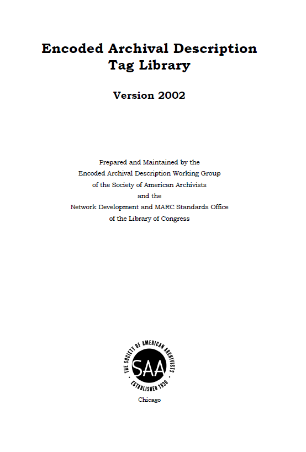 Encoded Archival Description
Tag Library
Version 2002
Prepared and Maintained by the
Encoded Archival Description Working Group
of the Society of American Archivists
and the
Network Development and MARC Standards Office
of the Library of Congress
THE SOCIETY OF AMERICAN ARCHIVISTS
SAA
ESTABLISHED 1936
Chicago